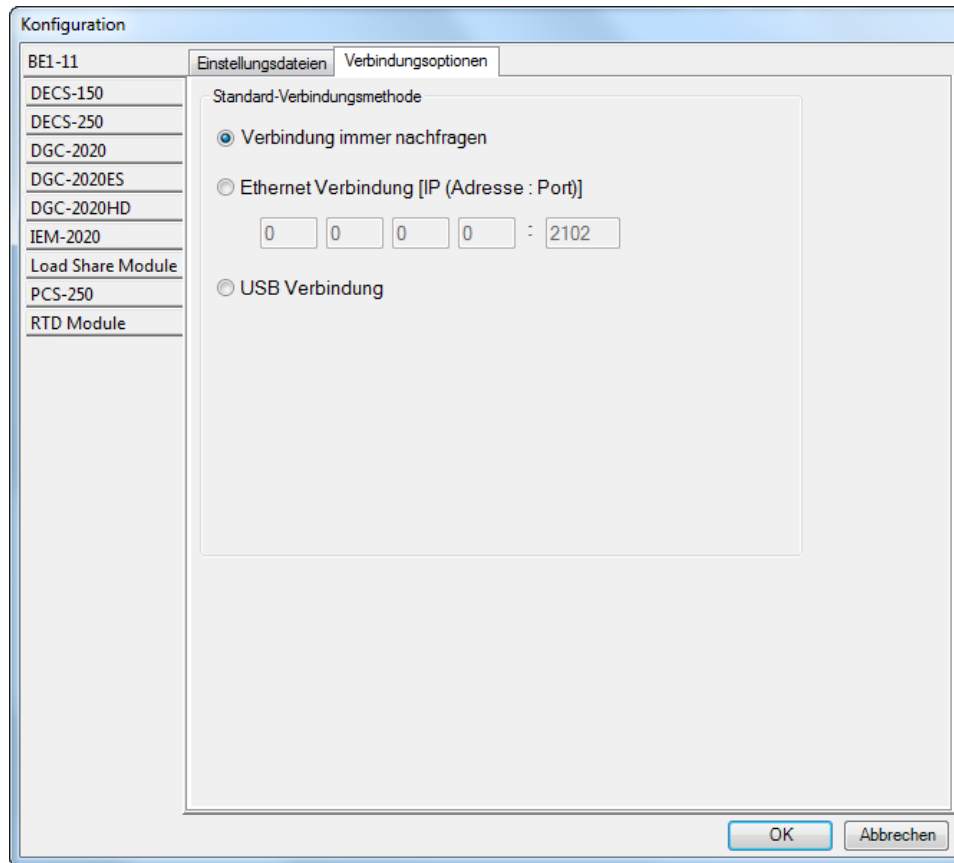 Konfiguration
BE1-11
DECS-150
DECS-250
DGC-2020
DGC-2020ES
DGC-2020HD
IEM-2020
Load Share Module
PCS-250
RTD Module
Einstellungsdateien Verbindungsoptionen
Standard-Verbindungsmethode
Verbindung immer nachfragen
Ethernet Verbindung [IP (Adresse : Port)]
0 0 0 0 : 2102
USB Verbindung
OK Abbrechen